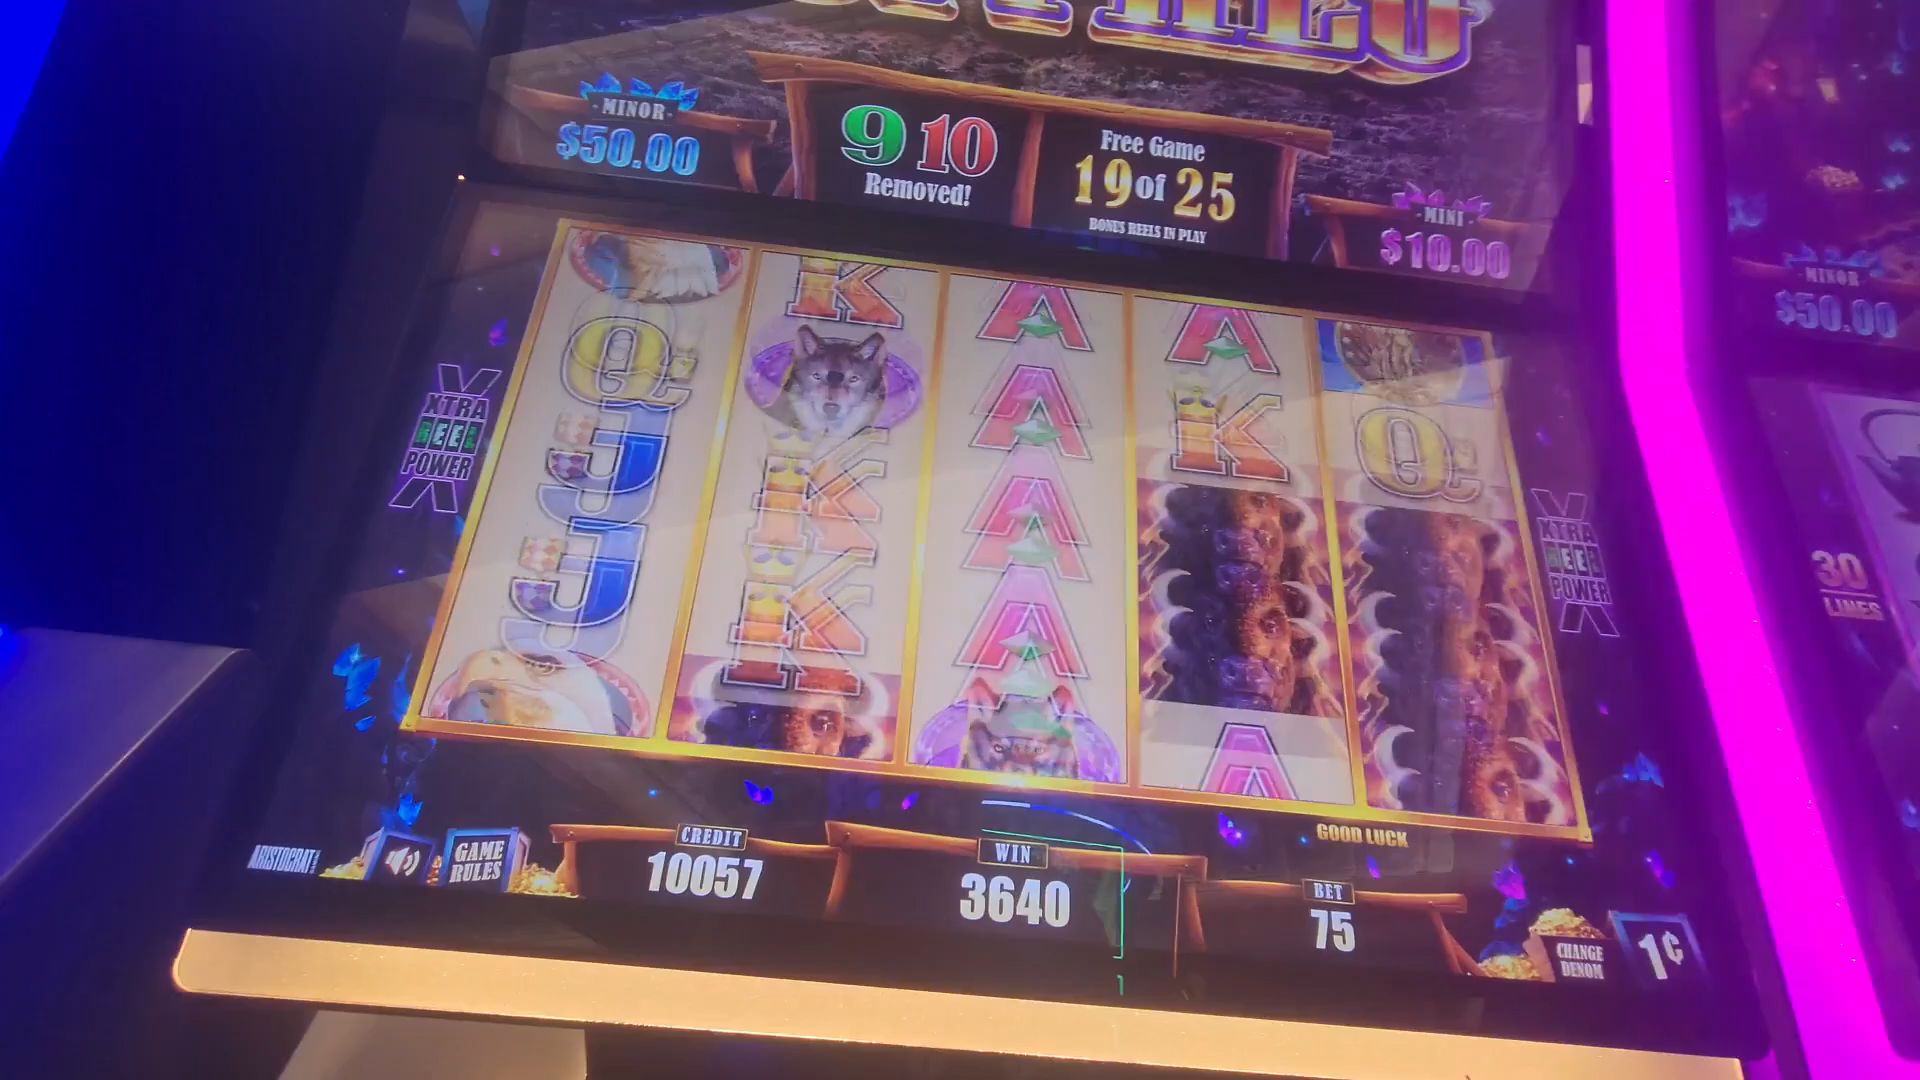 MINOR
$50.00
9 10
Removed!
Free Game
19 of 25
BONUS REELS IN PLAY
MINI
$10.00
MINOR
$50.00
XTRA
REEL
POWER
XTRA
REEL
POWER
30
LINES
K
A
A
Q
A
K
Q
J
K
A
J
K
A
A
GOOD LUCK
ARISTOCRAT
GAME
RULES
CREDIT
10057
WIN
3640
BET
75
CHANGE
DENOM
1¢